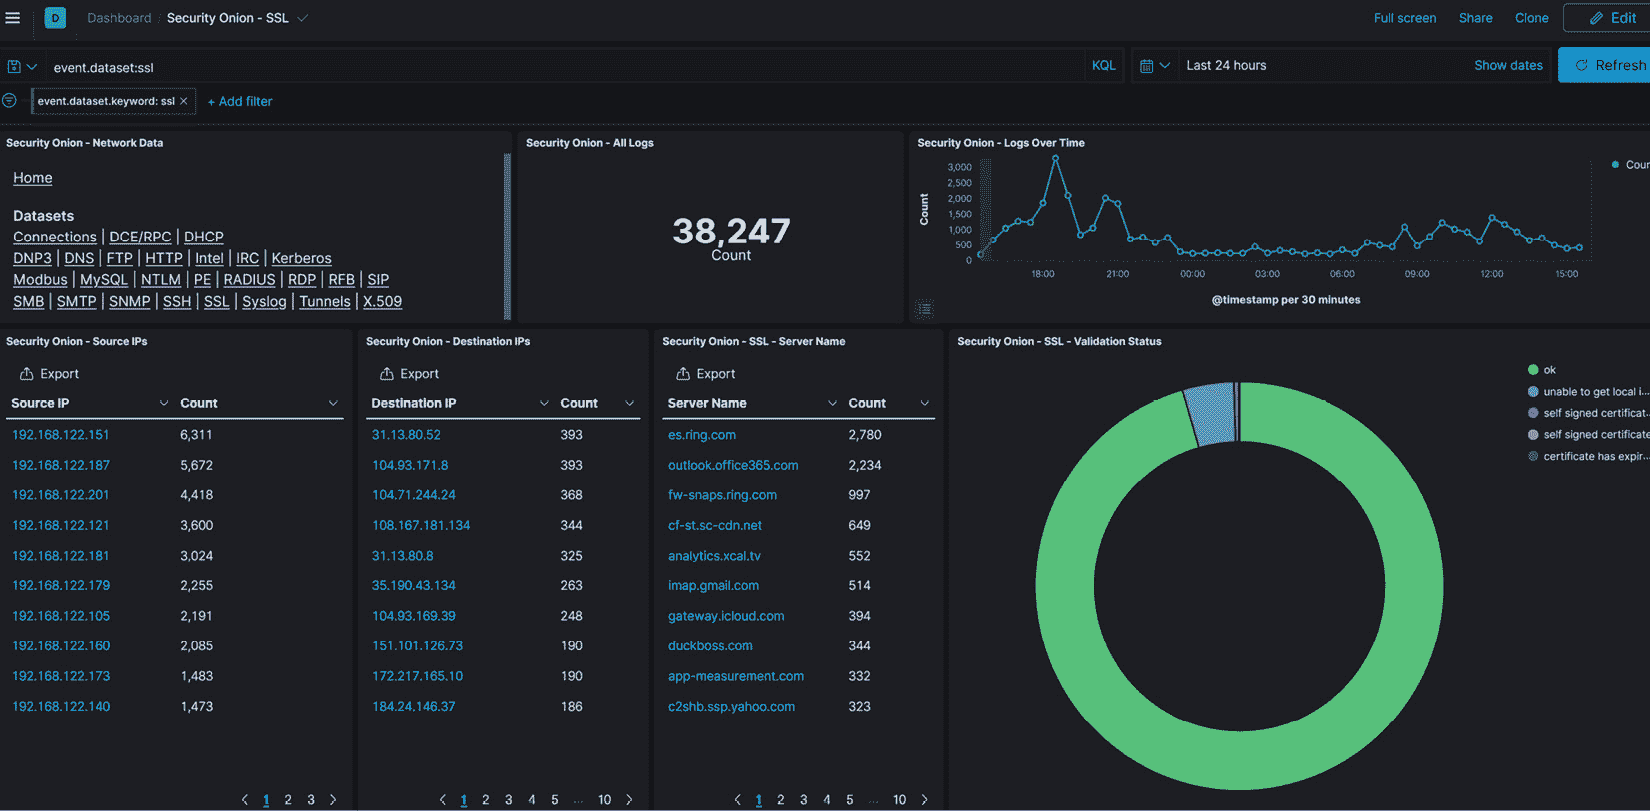 D Dashboard / Security Onion - SSL Full screen Share Clone Edit
event.dataset:ssl KQL Last 24 hours Show dates Refresh
event.dataset.keyword: ssl × + Add filter
Security Onion - Network Data
Home
Datasets
Connections | DCE/RPC | DHCP
DNP3 | DNS | FTP | HTTP | Intel | IRC | Kerberos
Modbus | MySQL | NTLM | PE | RADIUS | RDP | RFB | SIP
SMB | SMTP | SNMP | SSH | SSL | Syslog | Tunnels | X.509
Security Onion - All Logs
38,247
Count
Security Onion - Logs Over Time
Count
3,000
2,500
2,000
1,500
1,000
500
0
18:00 21:00 00:00 03:00 06:00 09:00 12:00 15:00
@timestamp per 30 minutes
Coun
Security Onion - Source IPs
Export
Source IP Count
192.168.122.151 6,311
192.168.122.187 5,672
192.168.122.201 4,418
192.168.122.121 3,600
192.168.122.181 3,024
192.168.122.179 2,255
192.168.122.105 2,191
192.168.122.160 2,085
192.168.122.173 1,483
192.168.122.140 1,473
< 1 2 3 >
Security Onion - Destination IPs
Export
Destination IP Count
31.13.80.52 393
104.93.171.8 393
104.71.244.24 368
108.167.181.134 344
31.13.80.8 325
35.190.43.134 263
104.93.169.39 248
151.101.126.73 190
172.217.165.10 190
184.24.146.37 186
< 1 2 3 4 5 ... 10 >
Security Onion - SSL - Server Name
Export
Server Name Count
es.ring.com 2,780
outlook.office365.com 2,234
fw-snaps.ring.com 997
cf-st.sc-cdn.net 649
analytics.xcal.tv 552
imap.gmail.com 514
gateway.icloud.com 394
duckboss.com 344
app-measurement.com 332
c2shb.ssp.yahoo.com 323
< 1 2 3 4 5 ... 10 >
Security Onion - SSL - Validation Status
ok
unable to get local i...
self signed certificat...
self signed certificate
certificate has expir...